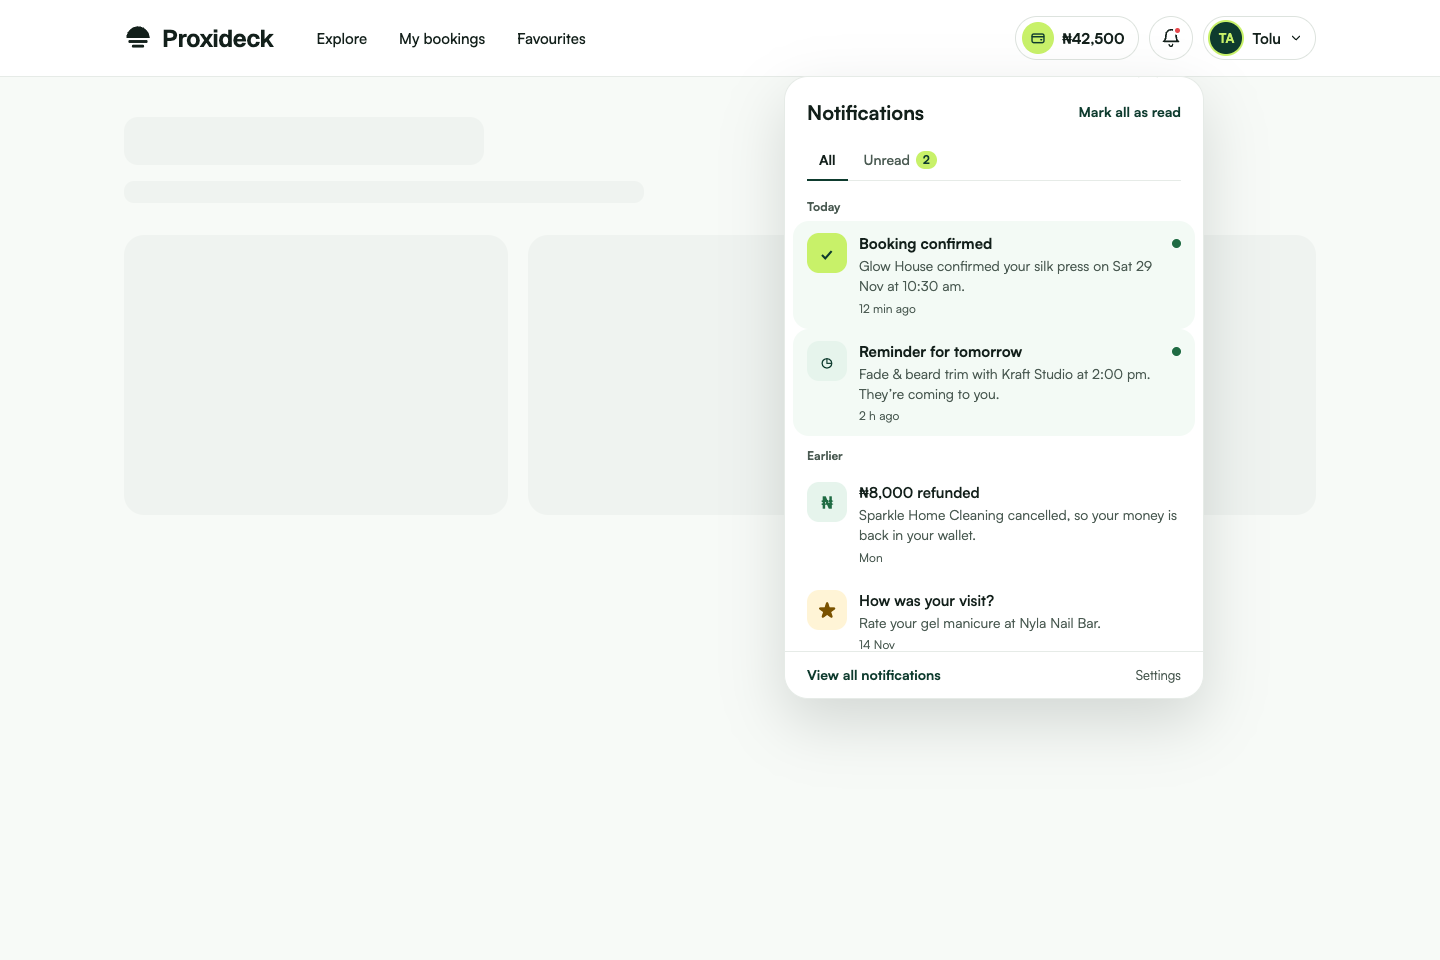 Proxideck
Explore
My bookings
Favourites
₦42,500
TA
Tolu
Notifications
Mark all as read
All
Unread 2
Today
Booking confirmed
Glow House confirmed your silk press on Sat 29
Nov at 10:30 am.
12 min ago
Reminder for tomorrow
Fade & beard trim with Kraft Studio at 2:00 pm.
They're coming to you.
2 h ago
Earlier
₦
₦8,000 refunded
Sparkle Home Cleaning cancelled, so your money is
back in your wallet.
Mon
How was your visit?
Rate your gel manicure at Nyla Nail Bar.
14 Nov
View all notifications
Settings